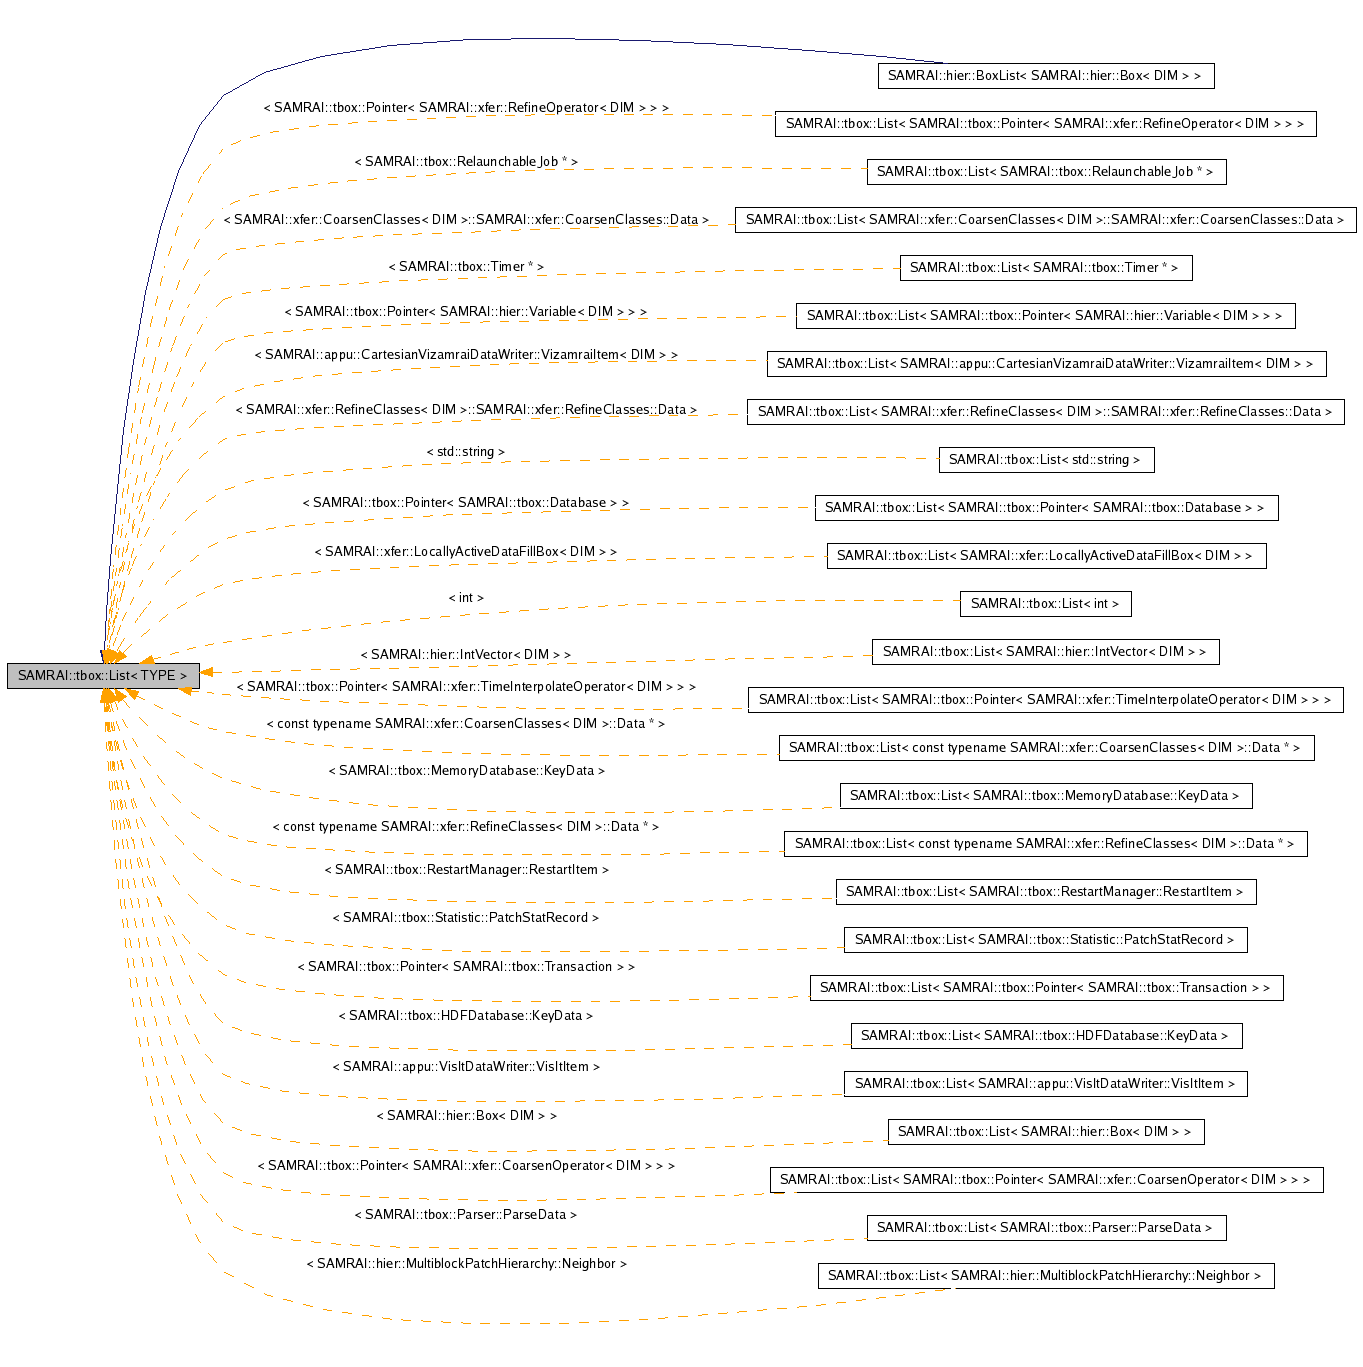 SAMRAI::hier::BoxList< SAMRAI::hier::Box< DIM > >
< SAMRAI::tbox::Pointer< SAMRAI::xfer::RefineOperator< DIM > > >
SAMRAI::tbox::List< SAMRAI::tbox::Pointer< SAMRAI::xfer::RefineOperator< DIM > > >
< SAMRAI::tbox::RelaunchableJob * >
SAMRAI::tbox::List< SAMRAI::tbox::RelaunchableJob * >
< SAMRAI::xfer::CoarsenClasses< DIM >::SAMRAI::xfer::CoarsenClasses::Data >
SAMRAI::tbox::List< SAMRAI::xfer::CoarsenClasses< DIM >::SAMRAI::xfer::CoarsenClasses::Data >
< SAMRAI::tbox::Timer * >
SAMRAI::tbox::List< SAMRAI::tbox::Timer * >
< SAMRAI::tbox::Pointer< SAMRAI::hier::Variable< DIM > > >
SAMRAI::tbox::List< SAMRAI::tbox::Pointer< SAMRAI::hier::Variable< DIM > > >
< SAMRAI::appu::CartesianVizamraiDataWriter::VizamraiItem< DIM > >
SAMRAI::tbox::List< SAMRAI::appu::CartesianVizamraiDataWriter::VizamraiItem< DIM > >
< SAMRAI::xfer::RefineClasses< DIM >::SAMRAI::xfer::RefineClasses::Data >
SAMRAI::tbox::List< SAMRAI::xfer::RefineClasses< DIM >::SAMRAI::xfer::RefineClasses::Data >
< std::string >
SAMRAI::tbox::List< std::string >
< SAMRAI::tbox::Pointer< SAMRAI::tbox::Database > >
SAMRAI::tbox::List< SAMRAI::tbox::Pointer< SAMRAI::tbox::Database > >
< SAMRAI::xfer::LocallyActiveDataFillBox< DIM > >
SAMRAI::tbox::List< SAMRAI::xfer::LocallyActiveDataFillBox< DIM > >
< int >
SAMRAI::tbox::List< int >
< SAMRAI::hier::IntVector< DIM > >
SAMRAI::tbox::List< SAMRAI::hier::IntVector< DIM > >
SAMRAI::tbox::List< TYPE >
< SAMRAI::tbox::Pointer< SAMRAI::xfer::TimeInterpolateOperator< DIM > > >
SAMRAI::tbox::List< SAMRAI::tbox::Pointer< SAMRAI::xfer::TimeInterpolateOperator< DIM > > >
< const typename SAMRAI::xfer::CoarsenClasses< DIM >::Data * >
SAMRAI::tbox::List< const typename SAMRAI::xfer::CoarsenClasses< DIM >::Data * >
< SAMRAI::tbox::MemoryDatabase::KeyData >
SAMRAI::tbox::List< SAMRAI::tbox::MemoryDatabase::KeyData >
< const typename SAMRAI::xfer::RefineClasses< DIM >::Data * >
SAMRAI::tbox::List< const typename SAMRAI::xfer::RefineClasses< DIM >::Data * >
< SAMRAI::tbox::RestartManager::RestartItem >
SAMRAI::tbox::List< SAMRAI::tbox::RestartManager::RestartItem >
< SAMRAI::tbox::Statistic::PatchStatRecord >
SAMRAI::tbox::List< SAMRAI::tbox::Statistic::PatchStatRecord >
< SAMRAI::tbox::Pointer< SAMRAI::tbox::Transaction > >
SAMRAI::tbox::List< SAMRAI::tbox::Pointer< SAMRAI::tbox::Transaction > >
< SAMRAI::tbox::HDFDatabase::KeyData >
SAMRAI::tbox::List< SAMRAI::tbox::HDFDatabase::KeyData >
< SAMRAI::appu::VisItDataWriter::VisItItem >
SAMRAI::tbox::List< SAMRAI::appu::VisItDataWriter::VisItItem >
< SAMRAI::hier::Box< DIM > >
SAMRAI::tbox::List< SAMRAI::hier::Box< DIM > >
< SAMRAI::tbox::Pointer< SAMRAI::xfer::CoarsenOperator< DIM > > >
SAMRAI::tbox::List< SAMRAI::tbox::Pointer< SAMRAI::xfer::CoarsenOperator< DIM > > >
< SAMRAI::tbox::Parser::ParseData >
SAMRAI::tbox::List< SAMRAI::tbox::Parser::ParseData >
< SAMRAI::hier::MultiblockPatchHierarchy::Neighbor >
SAMRAI::tbox::List< SAMRAI::hier::MultiblockPatchHierarchy::Neighbor >